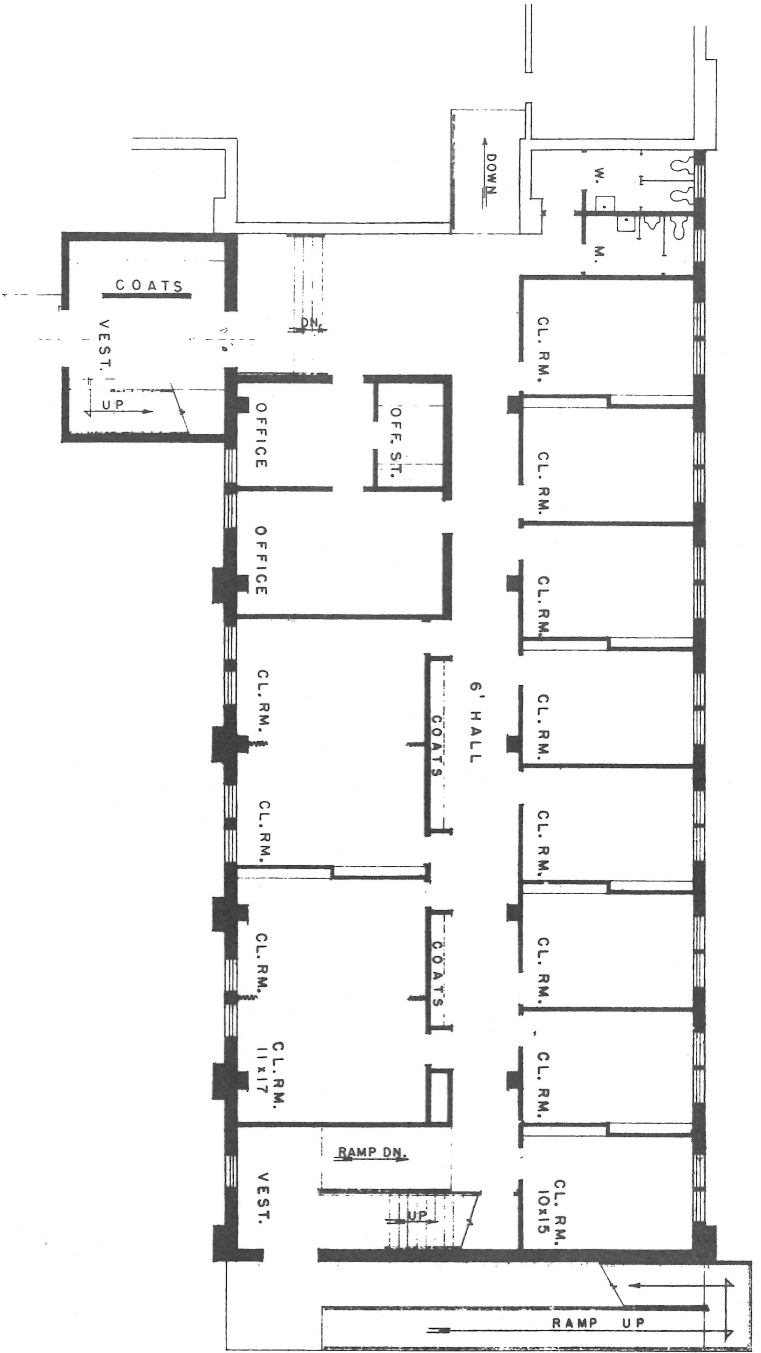 DOWN
W.
M.
COATS
VEST.
UP
DN.
OFFICE
OFF. ST.
OFFICE
CL. RM.
CL. RM.
CL. RM.
CL. RM.
CL. RM.
CL. RM.
CL. RM.
CL. RM.
10x15
6' HALL
COATS
COATS
CL. RM.
CL. RM.
CL. RM.
CL. RM.
11x17
RAMP DN.
VEST.
UP
RAMP UP